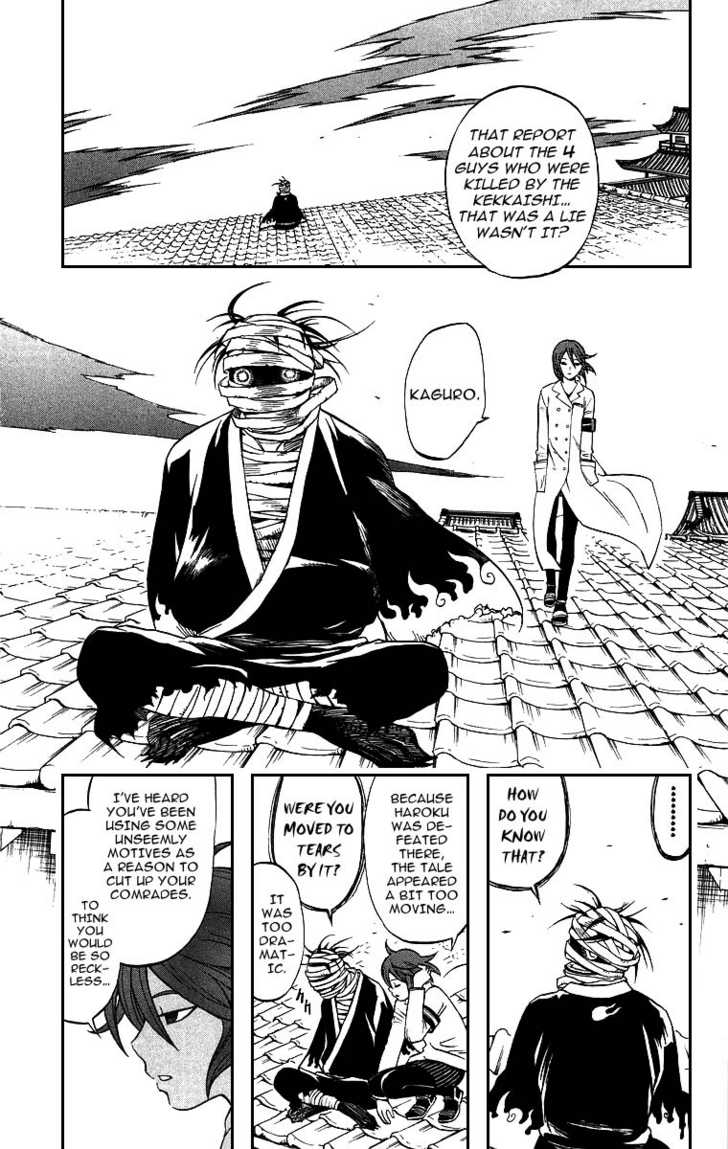 THAT REPORT
ABOUT THE 4
GUYS WHO WERE
KILLED BY THE
KEKKAISHI...
THAT WAS A LIE
WASN'T IT?
KAGURO.
.........
HOW
DO YOU
KNOW
THAT?
BECAUSE
HAROKU
WAS DE-
FEATED
THERE,
THE TALE
APPEARED
A BIT TOO
MOVING...
WERE YOU
MOVED TO
TEARS
BY IT?
IT
WAS
TOO
DRA-
MAT-
IC.
hh
I'VE HEARD
YOU'VE BEEN
USING SOME
UNSEEMLY
MOTIVES AS
A REASON TO
CUT UP YOUR
COMRADES.
TO
THINK
YOU
WOULD
BE SO
RECK-
LESS...